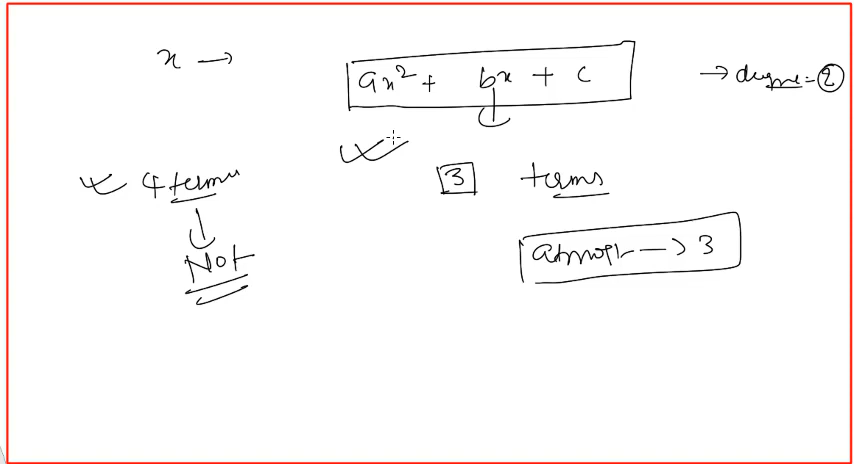 x → ax² + bx + c → degree = 2
4 terms 3 terms
Not atmost → 3